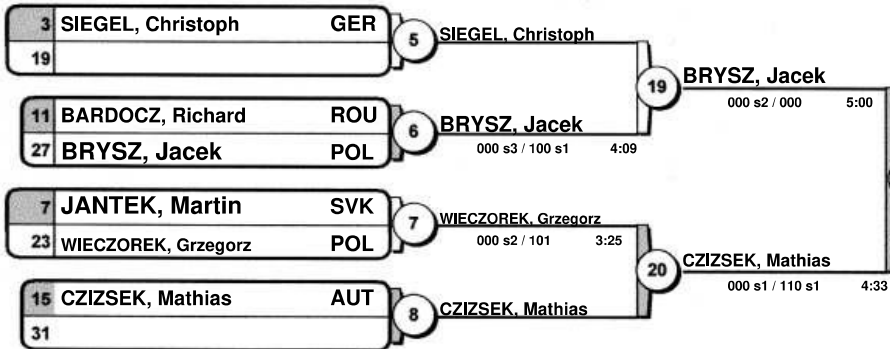 3 SIEGEL, Christoph GER
19
5
SIEGEL, Christoph
11 BARDOCZ, Richard ROU
27 BRYSZ, Jacek POL
6
BRYSZ, Jacek
000 s3 / 100 s1 4:09
19
BRYSZ, Jacek
000 s2 / 000 5:00
7 JANTEK, Martin SVK
23 WIECZOREK, Grzegorz POL
7
WIECZOREK, Grzegorz
000 s2 / 101 3:25
15 CZIZSEK, Mathias AUT
31
8
CZIZSEK, Mathias
20
CZIZSEK, Mathias
000 s1 / 110 s1 4:33